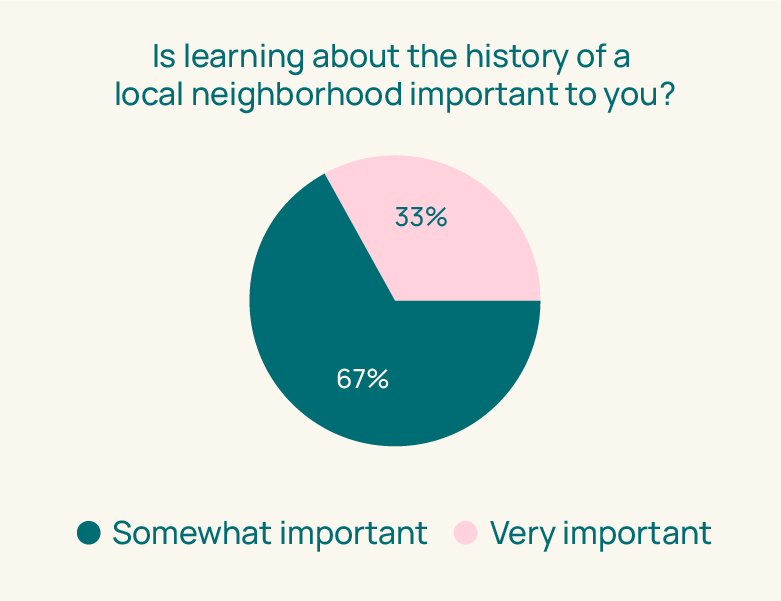 Is learning about the history of a
local neighborhood important to you?
33%
67%
Somewhat important
Very important